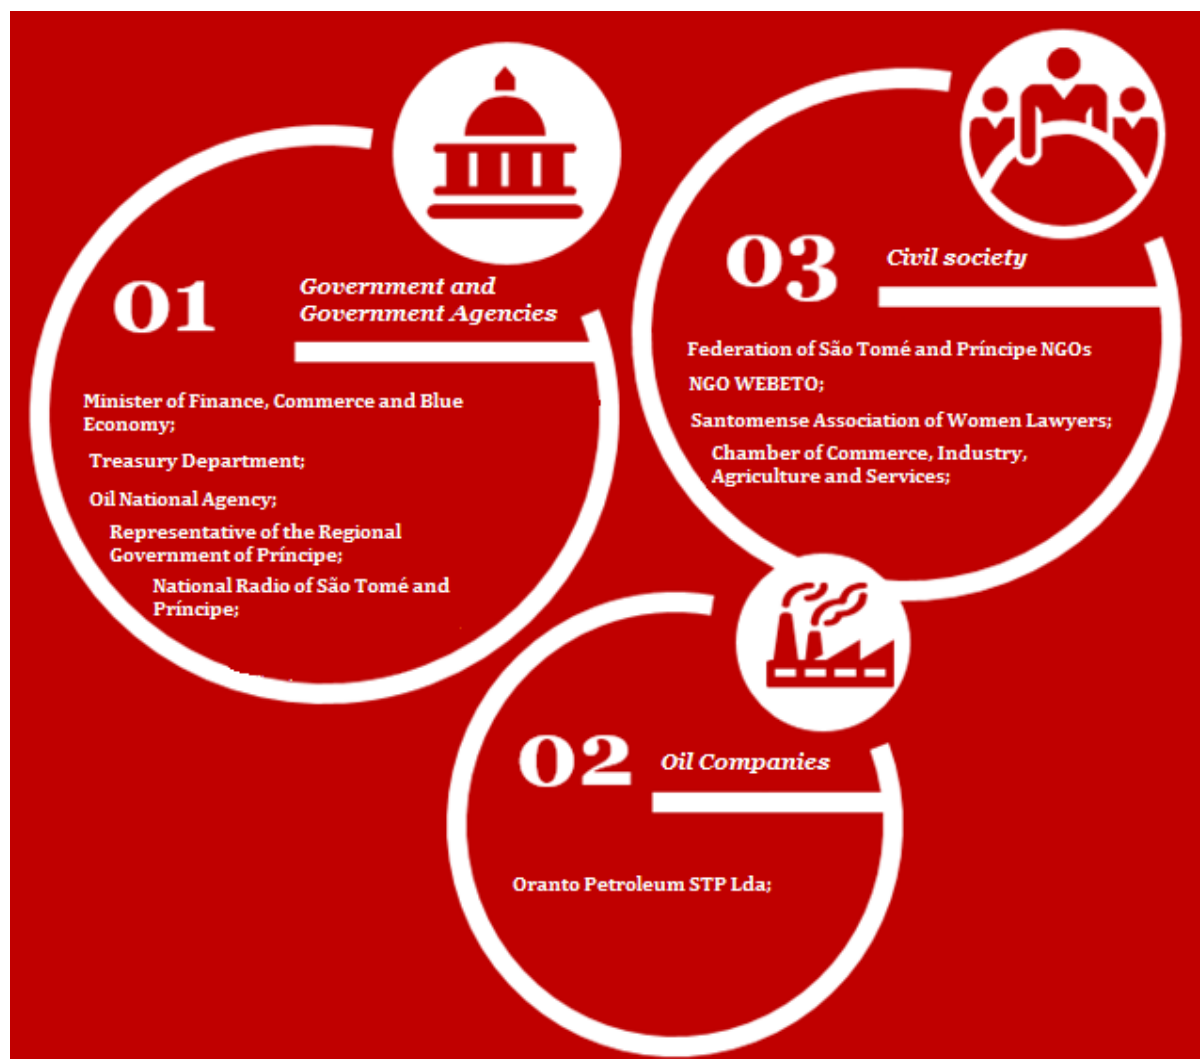 01
Government and
Government Agencies
Minister of Finance, Commerce and Blue
Economy;
Treasury Department;
Oil National Agency;
Representative of the Regional
Government of Príncipe;
National Radio of São Tomé and
Príncipe;
03
Civil society
Federation of São Tomé and Príncipe NGOs
NGO WEBETO;
Santomense Association of Women Lawyers;
Chamber of Commerce, Industry,
Agriculture and Services;
02
Oil Companies
Oranto Petroleum STP Lda;